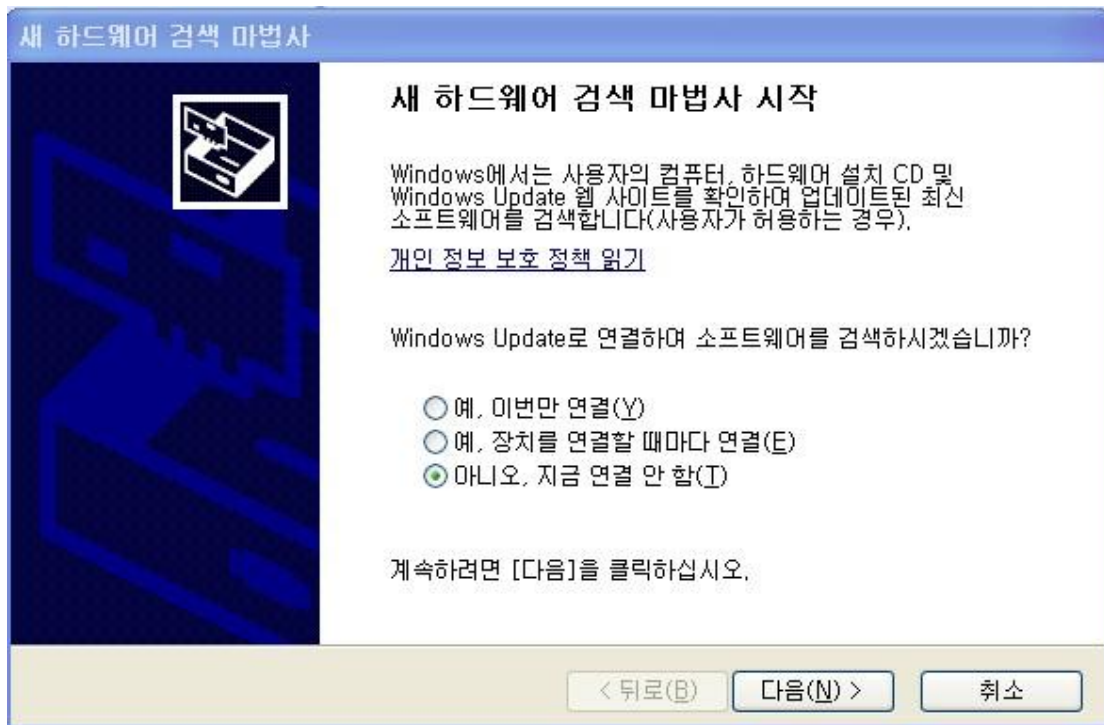 새 하드웨어 검색 마법사
새 하드웨어 검색 마법사 시작
Windows에서는 사용자의 컴퓨터, 하드웨어 설치 CD 및
Windows Update 웹 사이트를 확인하여 업데이트된 최신
소프트웨어를 검색합니다(사용자가 허용하는 경우).
개인 정보 보호 정책 읽기
Windows Update로 연결하여 소프트웨어를 검색하시겠습니까?
예, 이번만 연결(Y)
예, 장치를 연결할 때마다 연결(E)
아니오, 지금 연결 안 함(T)
계속하려면 [다음]을 클릭하십시오.
< 뒤로(B) 다음(N) > 취소